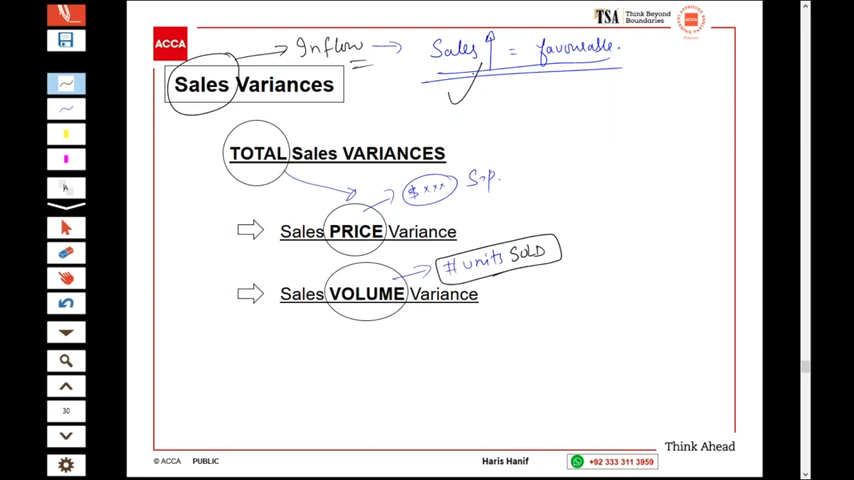 TSA Think Beyond
Boundaries
ACCA
ACCA
Inflow → Sales ↑ = favourable.
Sales Variances
TOTAL Sales VARIANCES
$ xxx S.p.
Sales PRICE Variance
# units SOLD
Sales VOLUME Variance
30
Think Ahead
© ACCA PUBLIC
Haris Hanif
+92 333 311 3959